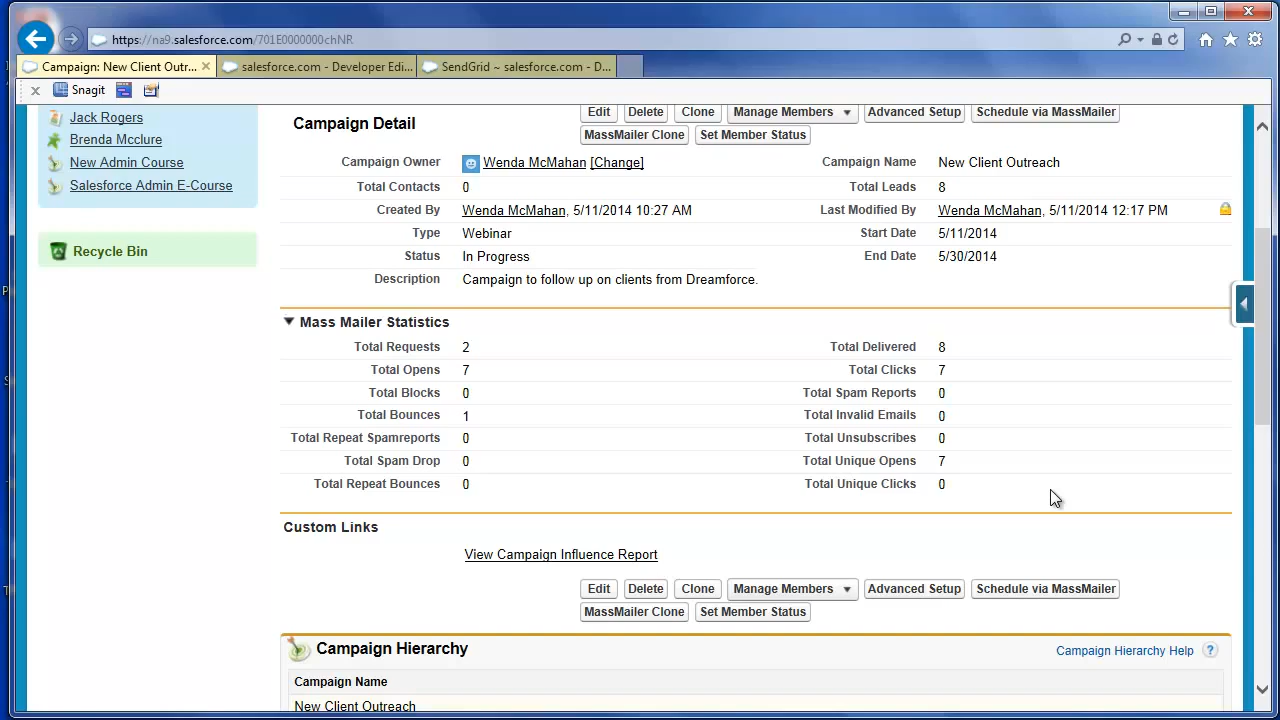 https://na9.salesforce.com/701E0000000chNR
Campaign: New Client Outr... × salesforce.com - Developer Edi... SendGrid ~ salesforce.com - D...
x Snagit
Jack Rogers
Brenda Mcclure
New Admin Course
Salesforce Admin E-Course
Recycle Bin
Campaign Detail Edit Delete Clone Manage Members Advanced Setup Schedule via MassMailer
MassMailer Clone Set Member Status
Campaign Owner Wenda McMahan [Change] Campaign Name New Client Outreach
Total Contacts 0 Total Leads 8
Created By Wenda McMahan, 5/11/2014 10:27 AM Last Modified By Wenda McMahan, 5/11/2014 12:17 PM
Type Webinar Start Date 5/11/2014
Status In Progress End Date 5/30/2014
Description Campaign to follow up on clients from Dreamforce.
Mass Mailer Statistics
Total Requests 2 Total Delivered 8
Total Opens 7 Total Clicks 7
Total Blocks 0 Total Spam Reports 0
Total Bounces 1 Total Invalid Emails 0
Total Repeat Spamreports 0 Total Unsubscribes 0
Total Spam Drop 0 Total Unique Opens 7
Total Repeat Bounces 0 Total Unique Clicks 0
Custom Links
View Campaign Influence Report
Edit Delete Clone Manage Members Advanced Setup Schedule via MassMailer
MassMailer Clone Set Member Status
Campaign Hierarchy Campaign Hierarchy Help ?
Campaign Name
New Client Outreach